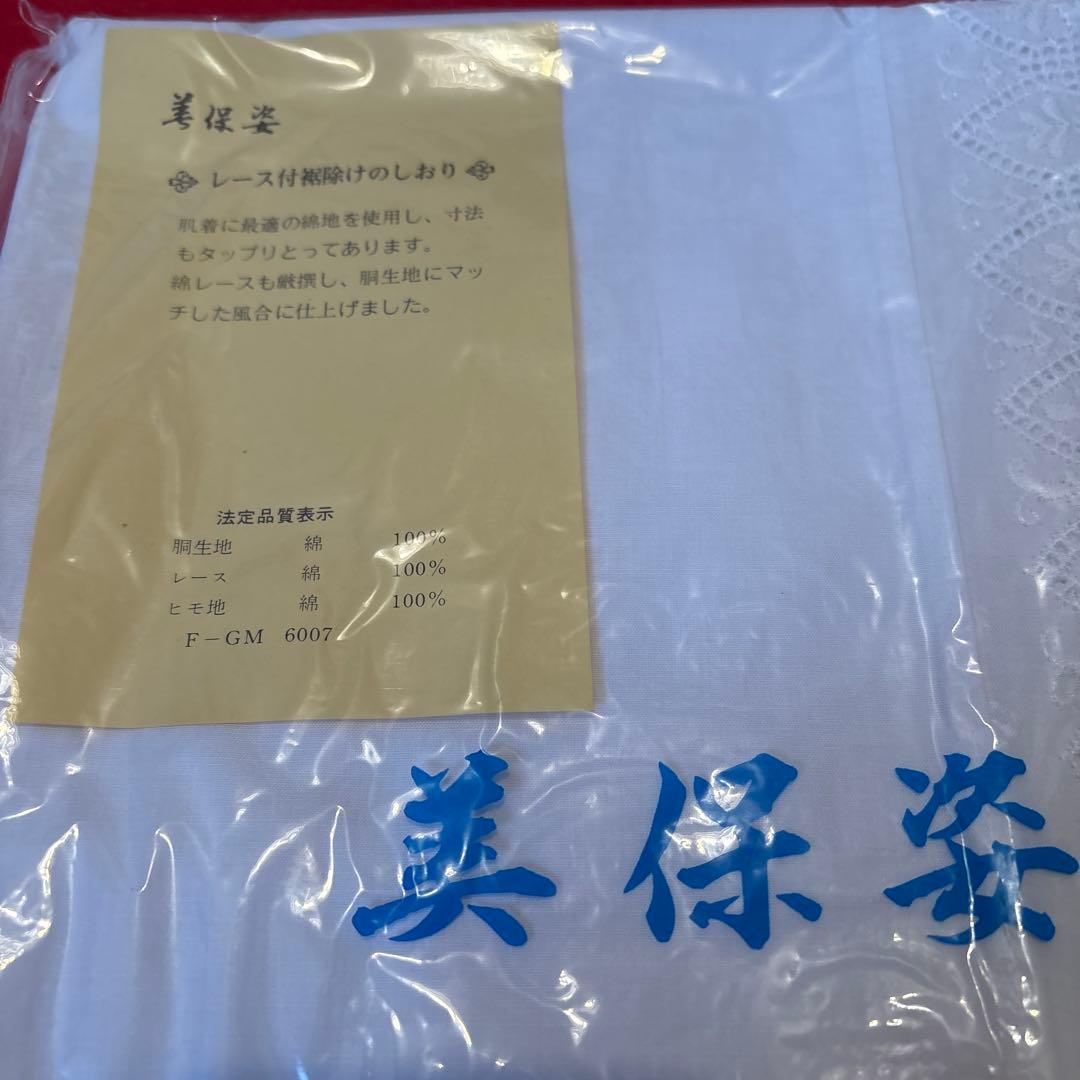 美保姿
レース付裾除けのしおり
肌着に最適の綿地を使用し、寸法
もタップリとってあります。
綿レースも厳撰し、胴生地にマッ
チした風合に仕上げました。
法定品質表示
胴生地 綿 100%
レース 綿 100%
ヒモ地 綿 100%
F－GM 6007
美保姿